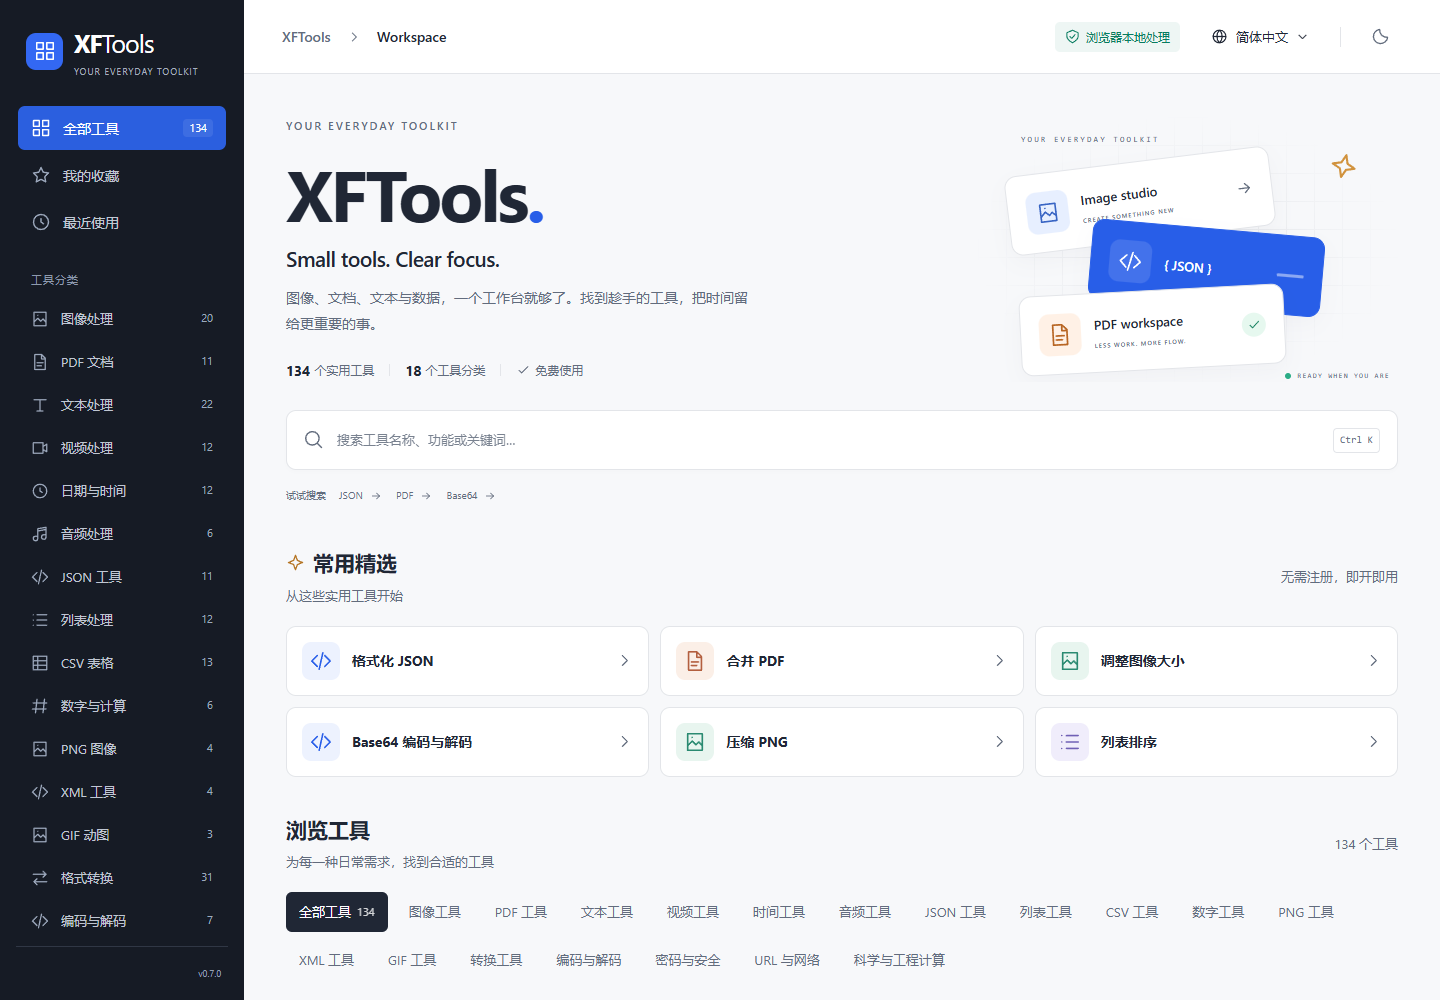 XFTools
YOUR EVERYDAY TOOLKIT
全部工具 134
我的收藏
最近使用
工具分类
图像处理 20
PDF 文档 11
文本处理 22
视频处理 12
日期与时间 12
音频处理 6
JSON 工具 11
列表处理 12
CSV 表格 13
数字与计算 6
PNG 图像 4
XML 工具 4
GIF 动图 3
格式转换 31
编码与解码 7
v0.7.0
XFTools > Workspace
浏览器本地处理
简体中文
YOUR EVERYDAY TOOLKIT
XFTools.
Small tools. Clear focus.
图像、文档、文本与数据，一个工作台就够了。找到趁手的工具，把时间留
给更重要的事。
134 个实用工具 18 个工具分类 免费使用
YOUR EVERYDAY TOOLKIT
Image studio
CREATE SOMETHING NEW
{ JSON }
PDF workspace
LESS WORK. MORE FLOW.
READY WHEN YOU ARE
搜索工具名称、功能或关键词... Ctrl K
试试搜索 JSON → PDF → Base64 →
常用精选
从这些实用工具开始
无需注册，即开即用
格式化 JSON
合并 PDF
调整图像大小
Base64 编码与解码
压缩 PNG
列表排序
浏览工具
为每一种日常需求，找到合适的工具
134 个工具
全部工具 134 图像工具 PDF 工具 文本工具 视频工具 时间工具 音频工具 JSON 工具 列表工具 CSV 工具 数字工具 PNG 工具
XML 工具 GIF 工具 转换工具 编码与解码 密码与安全 URL 与网络 科学与工程计算